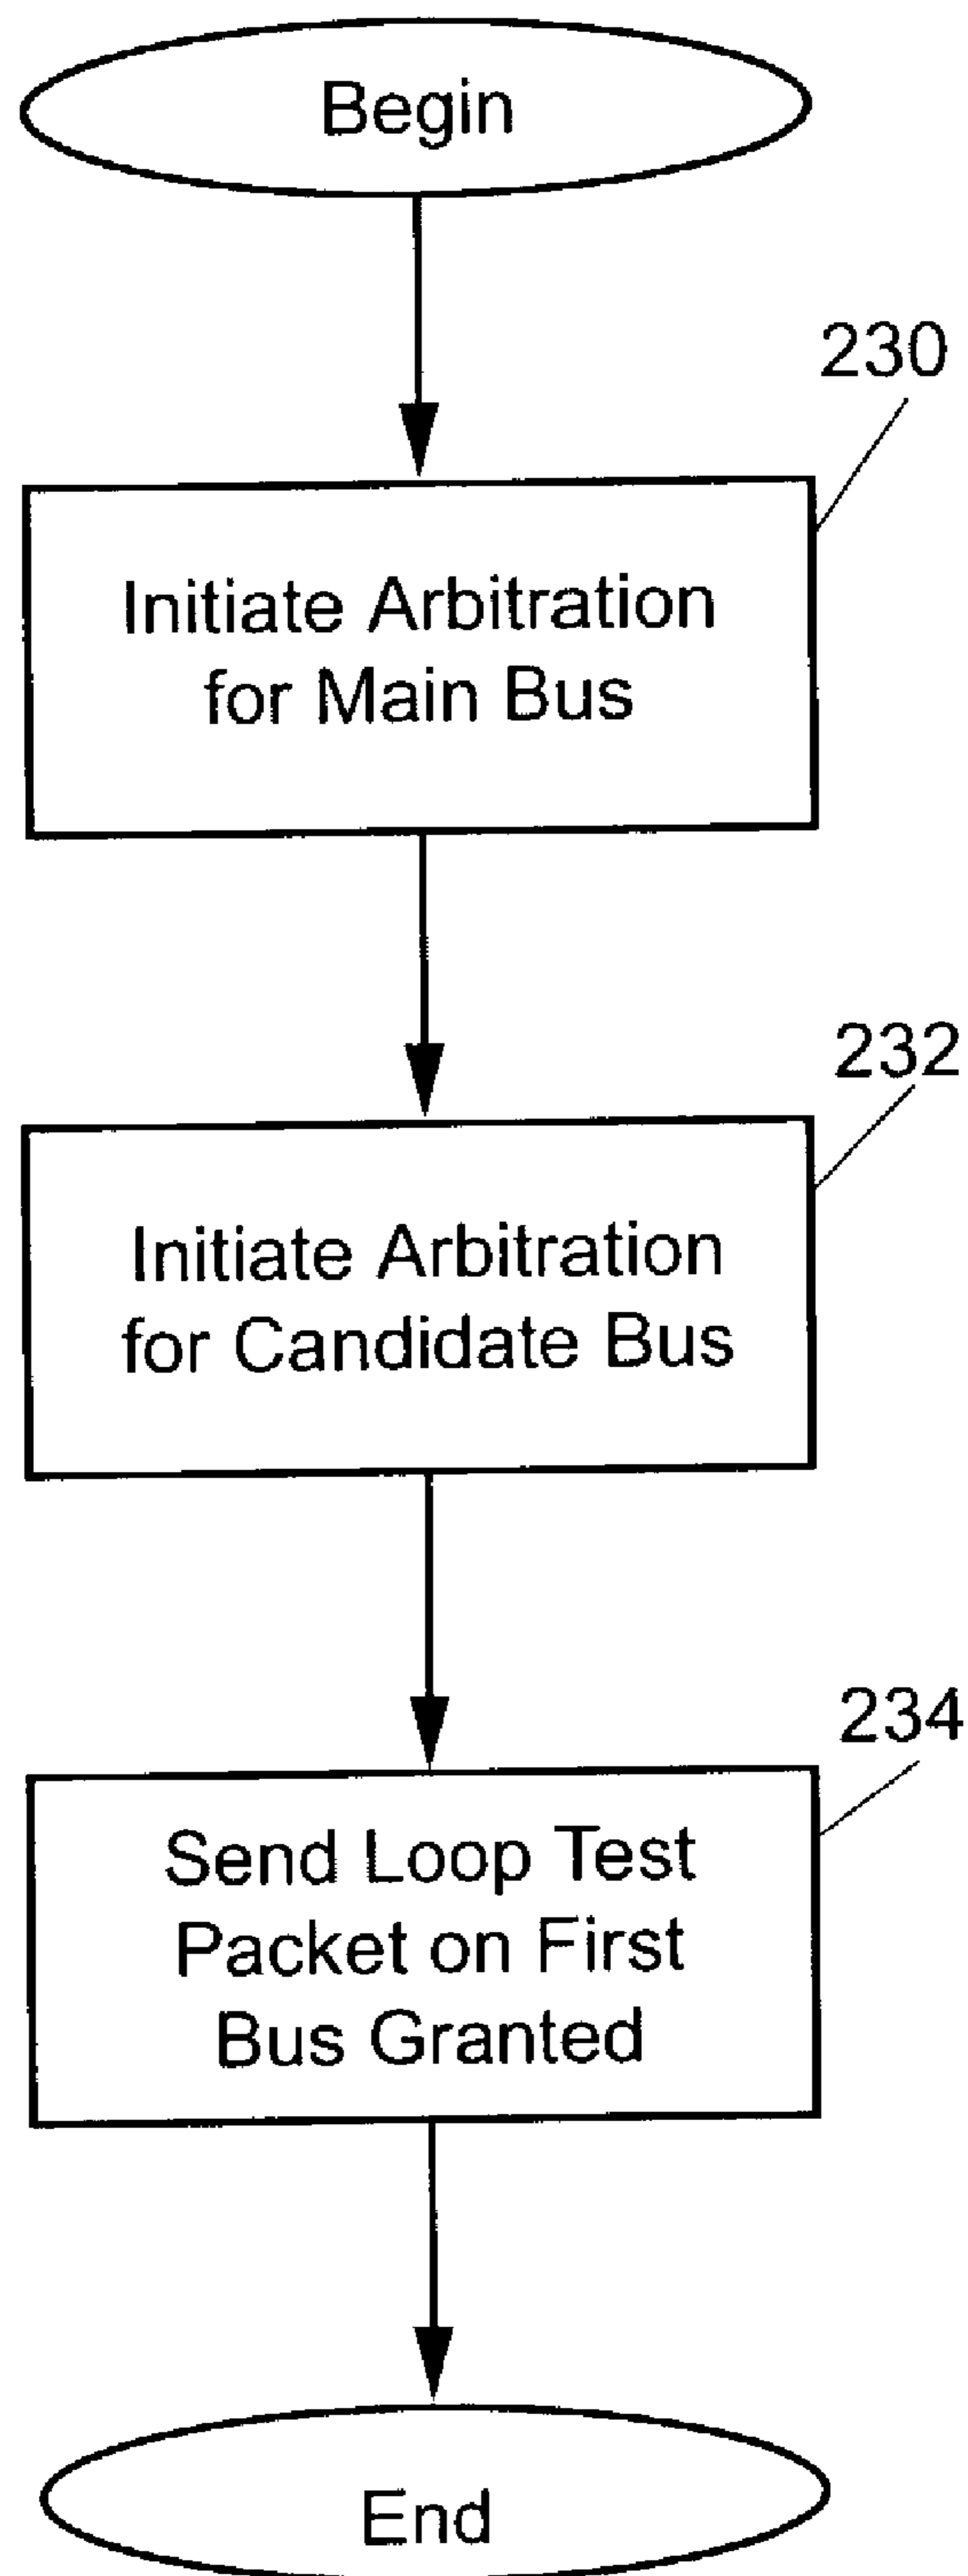 Begin
230
Initiate Arbitration
for Main Bus
232
Initiate Arbitration
for Candidate Bus
234
Send Loop Test
Packet on First
Bus Granted
End